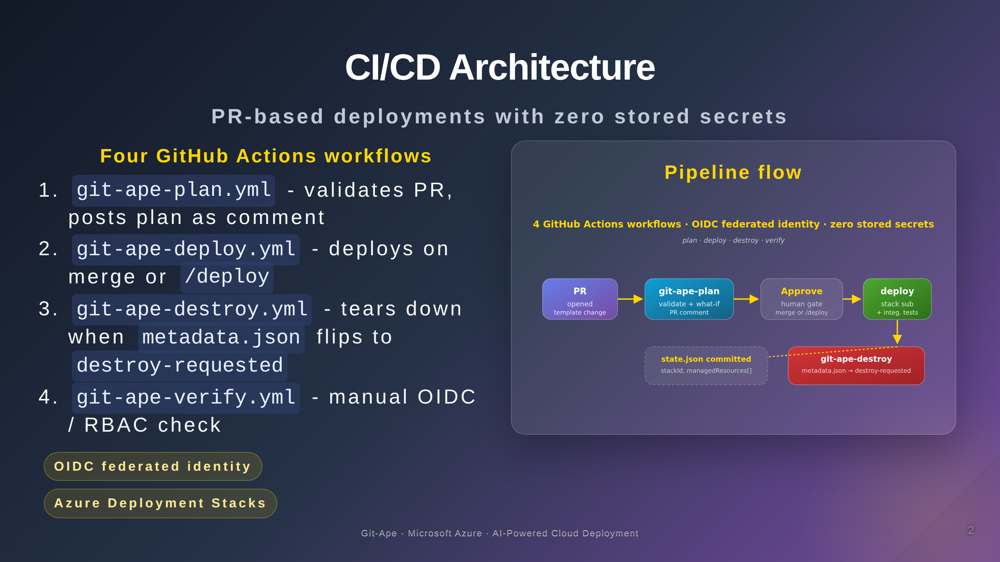 CI/CD Architecture
PR-based deployments with zero stored secrets
Four GitHub Actions workflows
1. git-ape-plan.yml - validates PR,
posts plan as comment
2. git-ape-deploy.yml - deploys on
merge or /deploy
3. git-ape-destroy.yml - tears down
when metadata.json flips to
destroy-requested
4. git-ape-verify.yml - manual OIDC
/ RBAC check
OIDC federated identity
Azure Deployment Stacks
Pipeline flow
4 GitHub Actions workflows · OIDC federated identity · zero stored secrets
plan · deploy · destroy · verify
PR
opened
template change
git-ape-plan
validate + what-if
PR comment
Approve
human gate
merge or /deploy
deploy
stack sub
+ integ. tests
state.json committed
stackId, managedResources[]
git-ape-destroy
metadata.json → destroy-requested
Git-Ape · Microsoft Azure · AI-Powered Cloud Deployment
2